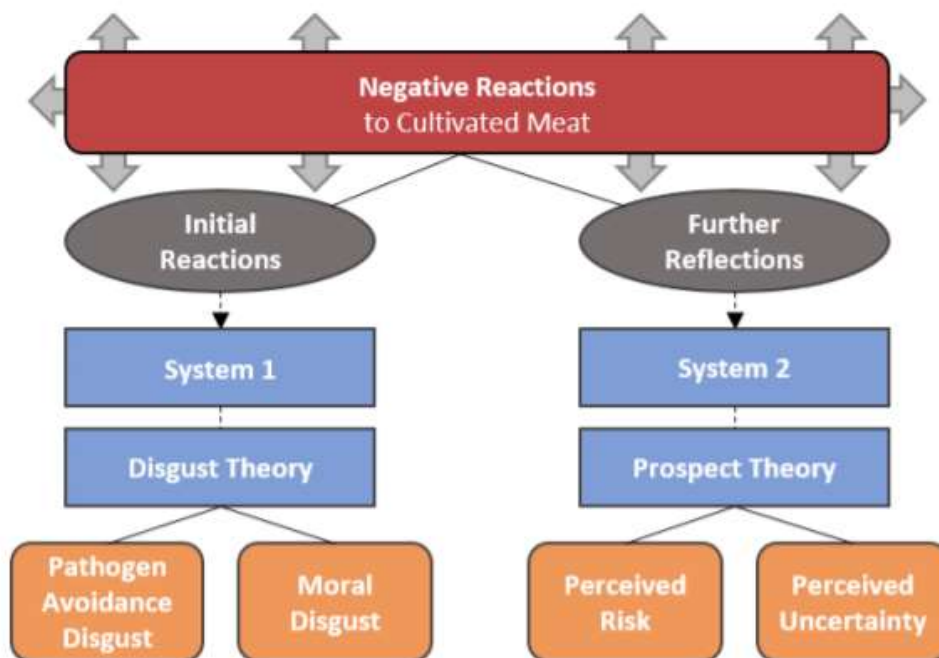 Negative Reactions
to Cultivated Meat
Initial
Reactions
Further
Reflections
System 1
System 2
Disgust Theory
Prospect Theory
Pathogen
Avoidance
Disgust
Moral
Disgust
Perceived
Risk
Perceived
Uncertainty